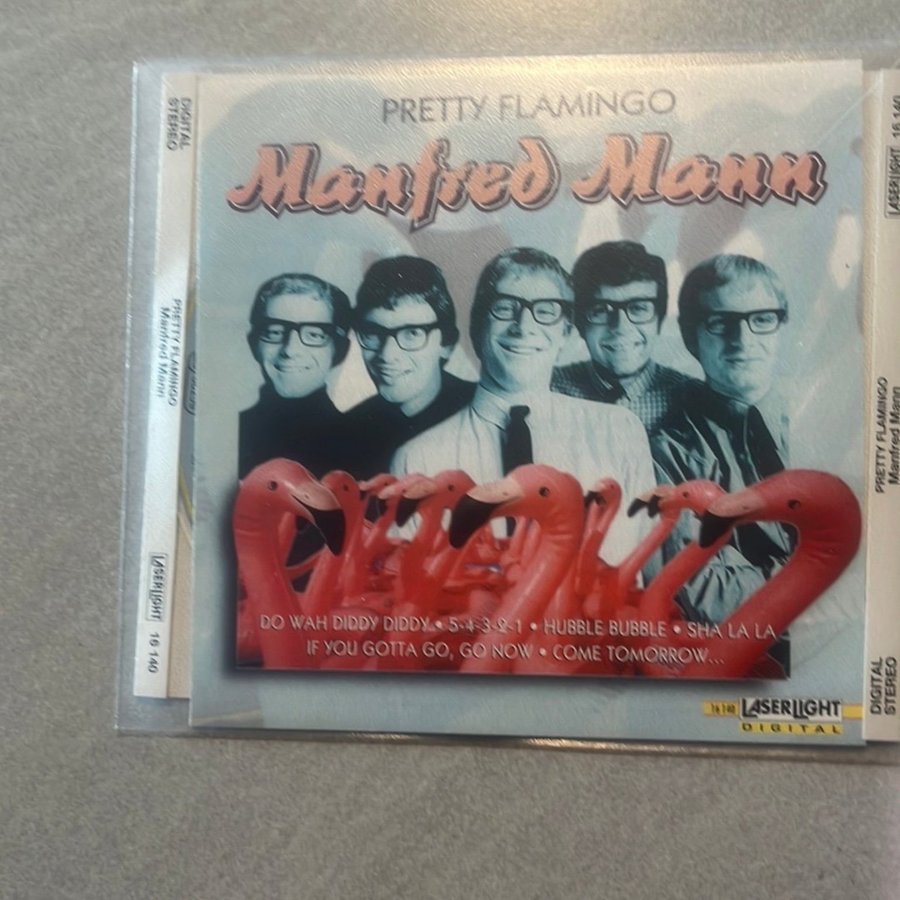 PRETTY FLAMINGO
Manfred Mann
DO WAH DIDDY DIDDY • 5-4-3-2-1 • HUBBLE BUBBLE • SHA LA LA
IF YOU GOTTA GO, GO NOW • COME TOMORROW...
16 140 LASERLIGHT
DIGITAL
DIGITAL
STEREO
PRETTY FLAMINGO
Manfred Mann
LASERLIGHT 16 140
LASERLIGHT 16 140
PRETTY FLAMINGO
Manfred Mann
DIGITAL
STEREO